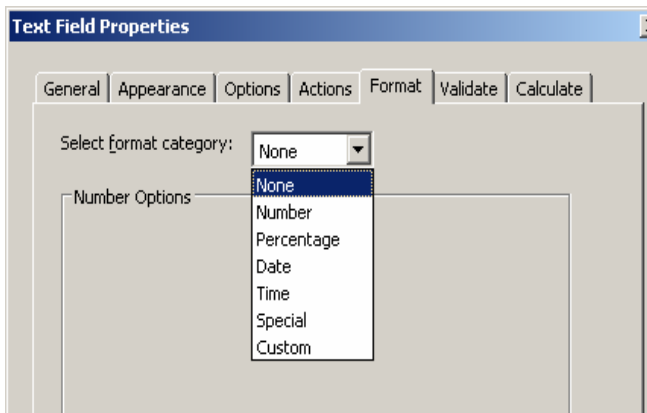 Text Field Properties
General Appearance Options Actions Format Validate Calculate
Select format category: None
None
Number Options
Number
Percentage
Date
Time
Special
Custom